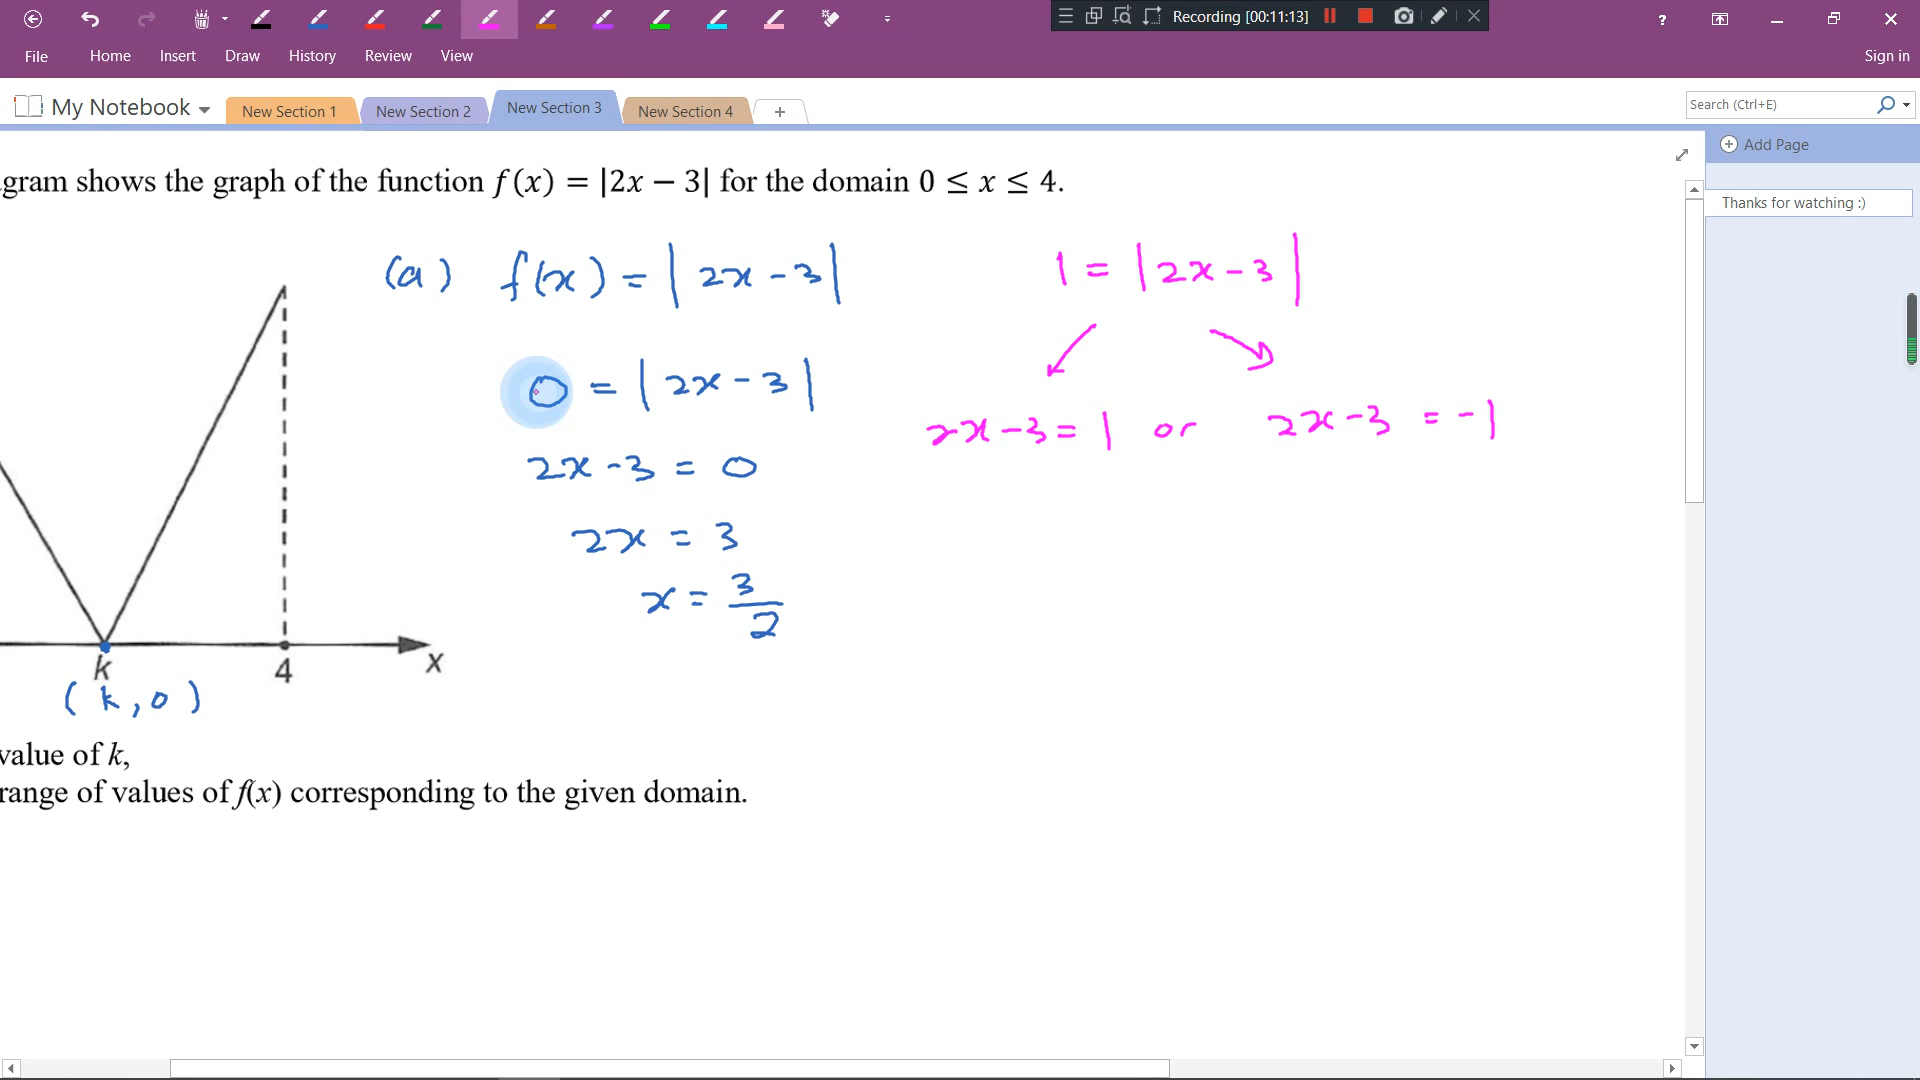 Recording [00:11:13]
?
File Home Insert Draw History Review View
Sign in
My Notebook New Section 1 New Section 2 New Section 3 New Section 4 +
Search (Ctrl+E)
Add Page
Thanks for watching :)
gram shows the graph of the function f(x) = |2x − 3| for the domain 0 ≤ x ≤ 4.
(a) f(x) = |2x - 3|
0 = |2x - 3|
2x - 3 = 0
2x = 3
x = 3/2
1 = |2x - 3|
2x - 3 = 1 or 2x - 3 = -1
k 4 x
(k, 0)
value of k,
range of values of f(x) corresponding to the given domain.